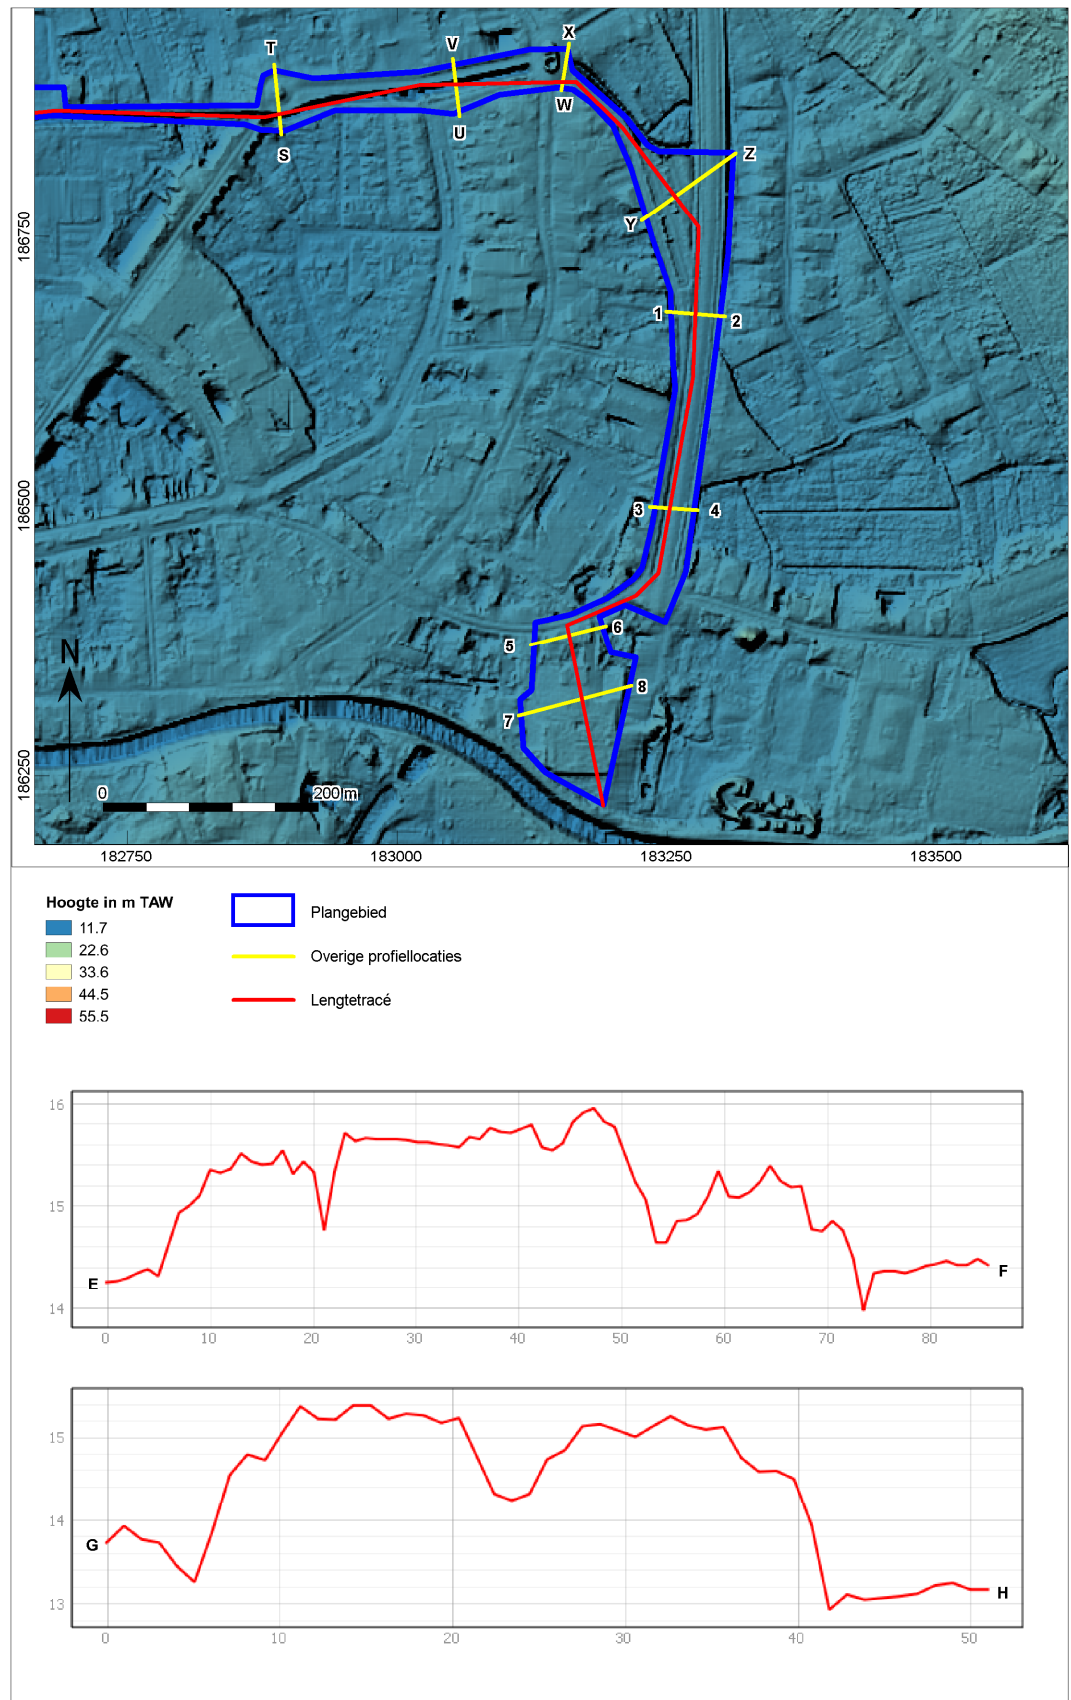 T
V
X
W
U
S
Z
Y
186750
1
2
186500
3
4
N
5
6
7
8
186250
0
200 m
182750
183000
183250
183500
Hoogte in m TAW
11.7
22.6
33.6
44.5
55.5
Plangebied
Overige profiellocaties
Lengtetracé
16
15
14
E
F
0 10 20 30 40 50 60 70 80
15
14
13
G
H
0 10 20 30 40 50